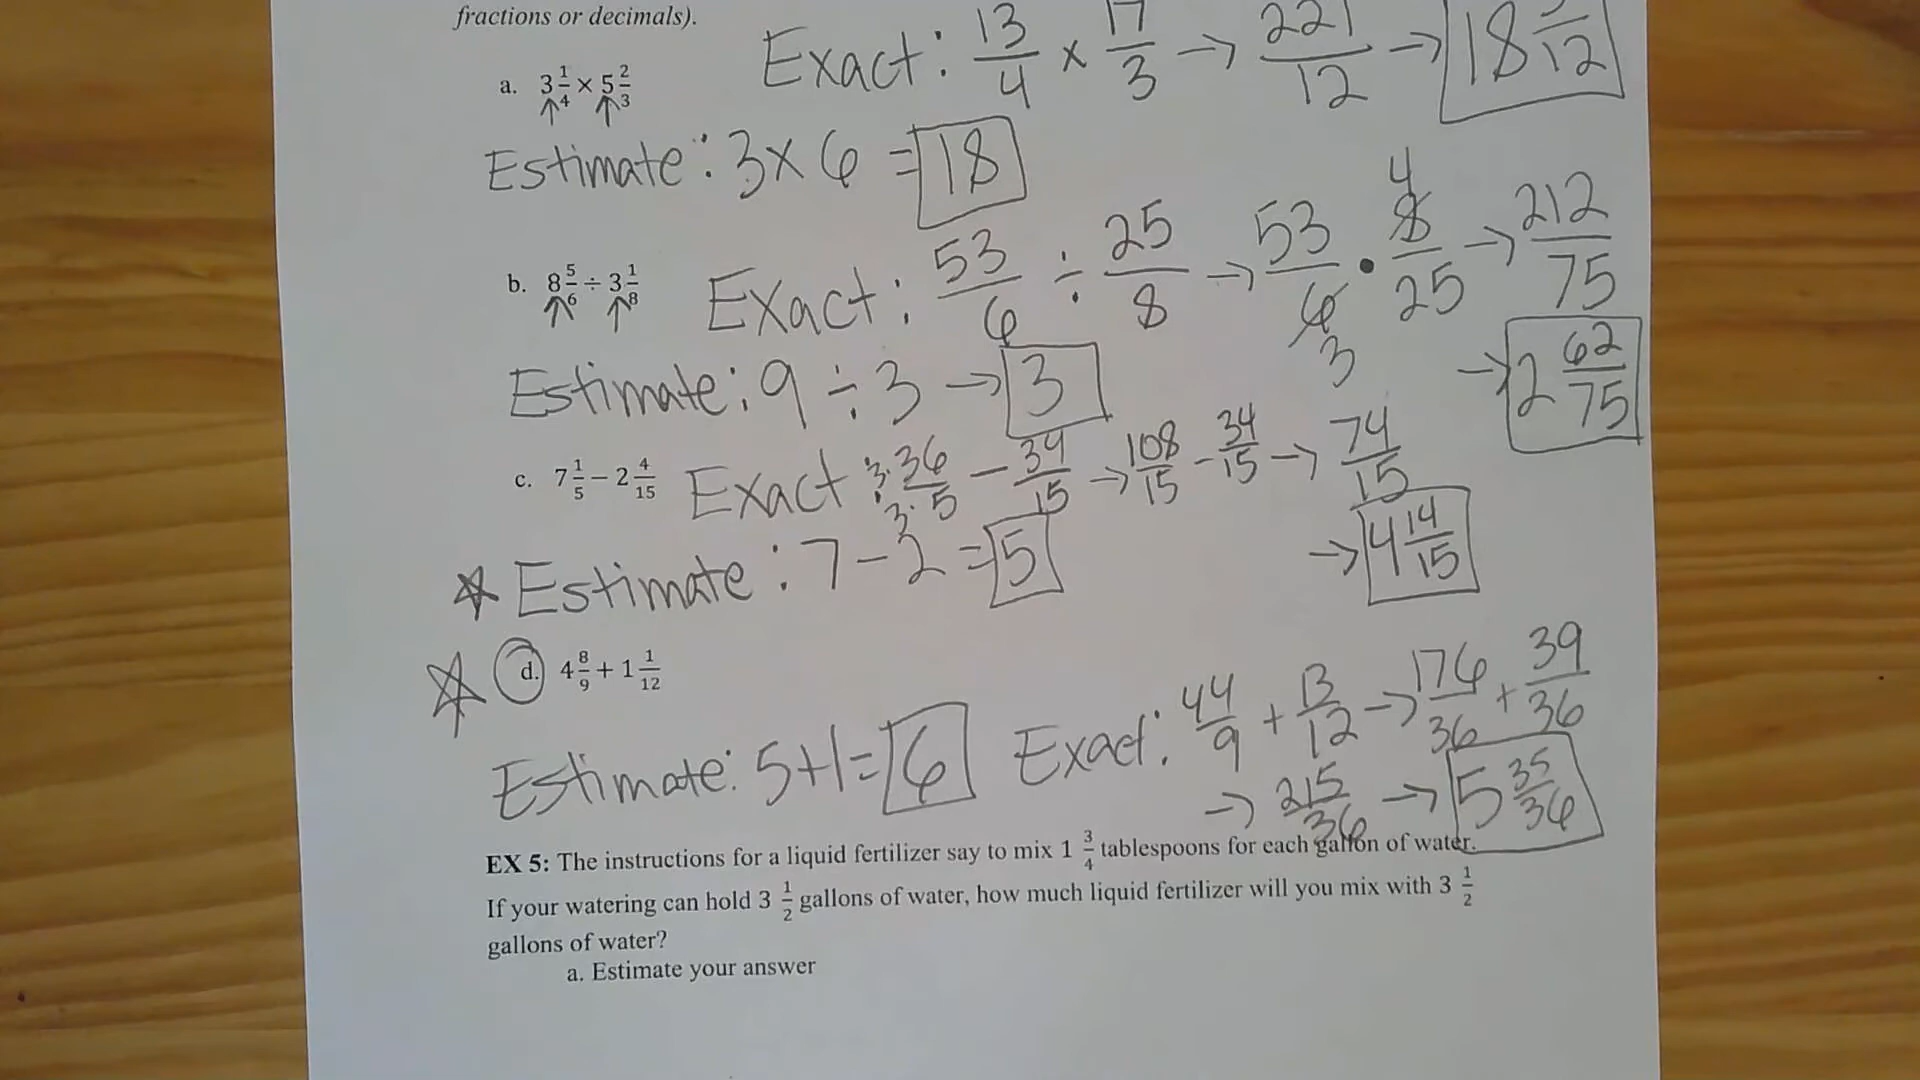 fractions or decimals).
Exact: 13/4 x 17/3 → 221/12 → 18 5/12
a. 3 1/4 × 5 2/3
Estimate: 3 x 6 = 18
b. 8 5/6 ÷ 3 1/8
Exact: 53/6 ÷ 25/8 → 53/6 3 • 4 8/25 → 212/75
→ 2 62/75
Estimate: 9 ÷ 3 → 3
c. 7 1/5 − 2 4/15
Exact: 3·36/3·5 − 34/15 → 108/15 - 34/15 → 74/15
→ 4 14/15
Estimate: 7 - 2 = 5
d. 4 8/9 + 1 1/12
Estimate: 5+1= 6
Exact: 44/9 + 13/12 → 176/36 + 39/36
→ 215/36 → 5 35/36
EX 5: The instructions for a liquid fertilizer say to mix 1 3/4 tablespoons for each gallon of water.
If your watering can hold 3 1/2 gallons of water, how much liquid fertilizer will you mix with 3 1/2
gallons of water?
a. Estimate your answer